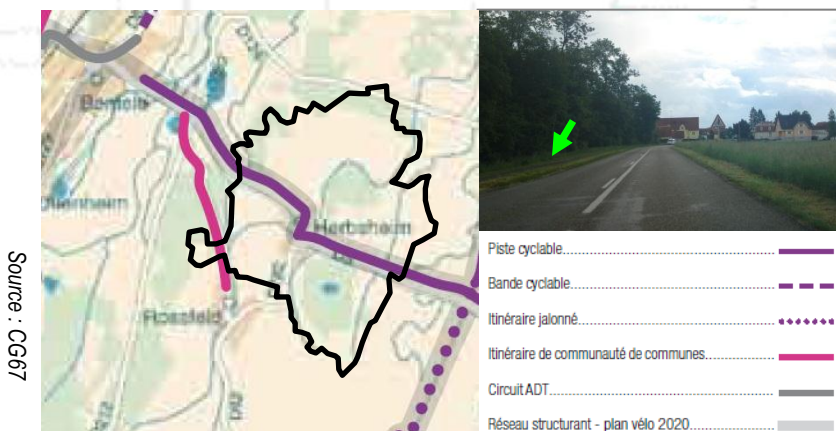 Herbsheim
Rossfeld
Source : CG67
Piste cyclable
Bande cyclable
Itinéraire jalonné
Itinéraire de communauté de communes
Circuit ADT
Réseau structurant - plan vélo 2020